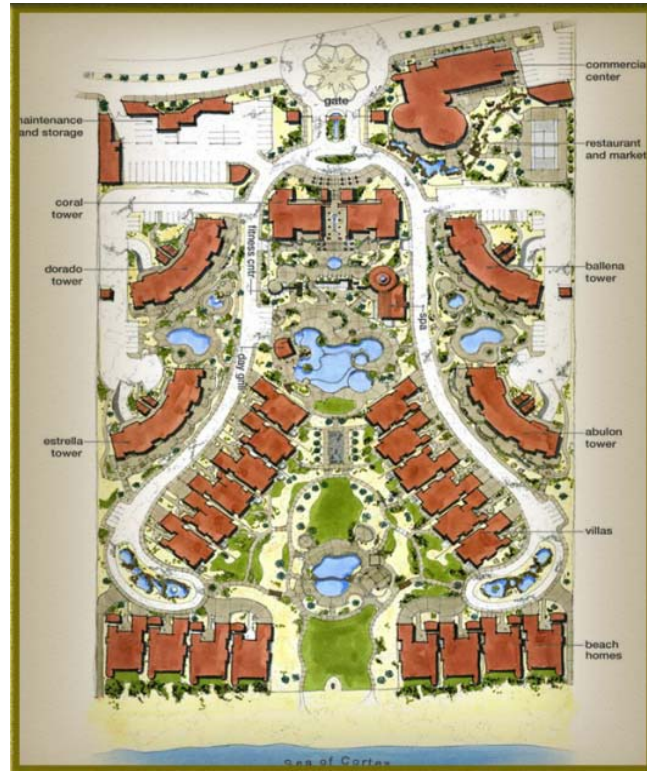 commercia
center
gate
maintenance
and storage
restaurant
and market
coral
tower
fitness cntr
dorado
tower
ballena
tower
spa
day grill
estrella
tower
abulon
tower
villas
beach
homes
Sea of Cortez